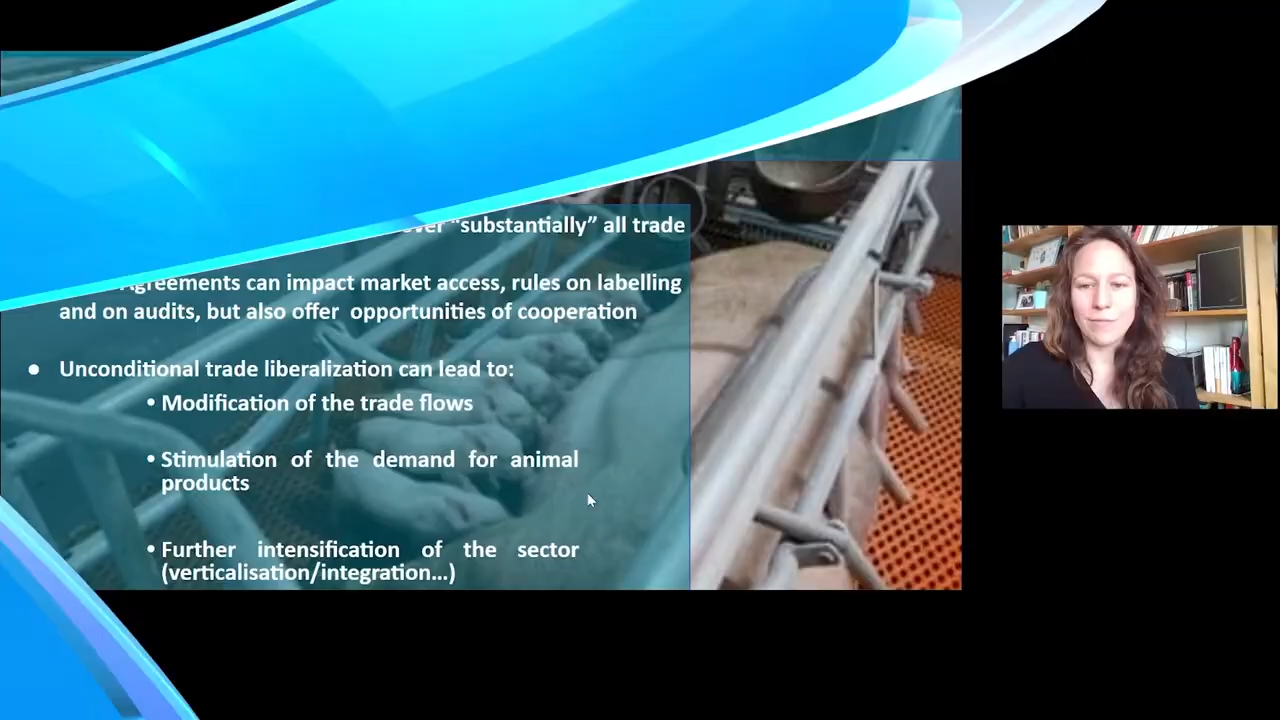 “substantially” all trade
can impact market access, rules on labelling
and on audits, but also offer opportunities of cooperation
● Unconditional trade liberalization can lead to:
• Modification of the trade flows
• Stimulation of the demand for animal
products
• Further intensification of the sector
(verticalisation/integration...)